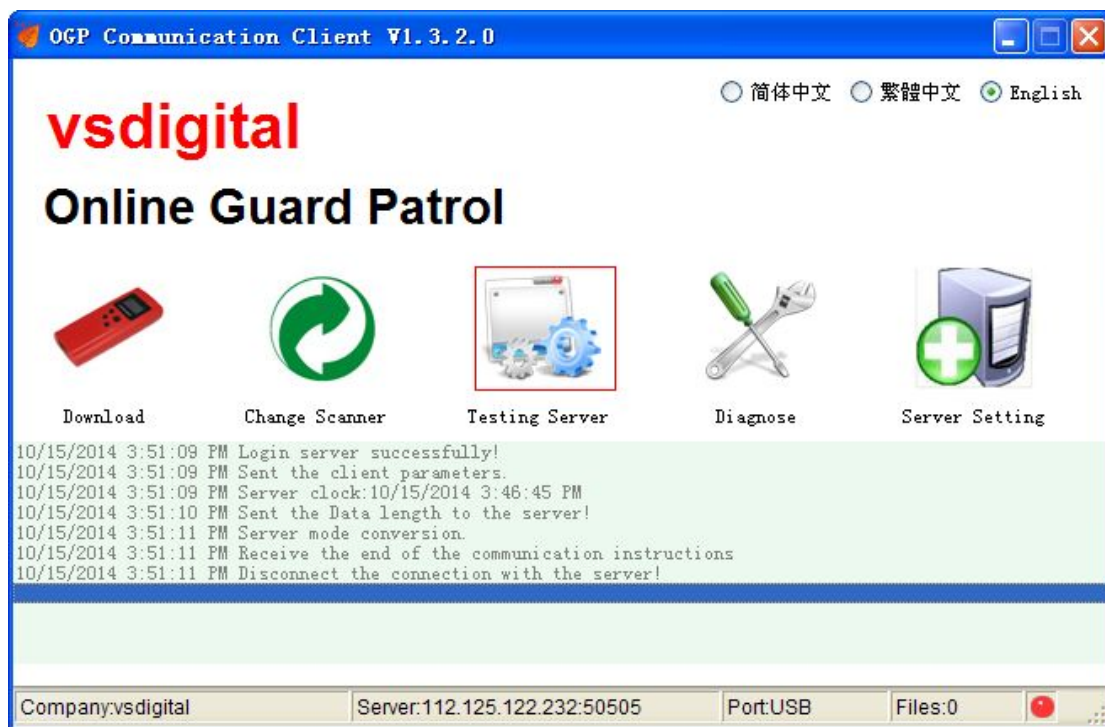 OGP Communication Client V1.3.2.0
简体中文 繁體中文 English
vsdigital
Online Guard Patrol
Download Change Scanner Testing Server Diagnose Server Setting
10/15/2014 3:51:09 PM Login server successfully!
10/15/2014 3:51:09 PM Sent the client parameters.
10/15/2014 3:51:09 PM Server clock:10/15/2014 3:46:45 PM
10/15/2014 3:51:10 PM Sent the Data length to the server!
10/15/2014 3:51:11 PM Server mode conversion.
10/15/2014 3:51:11 PM Receive the end of the communication instructions
10/15/2014 3:51:11 PM Disconnect the connection with the server!
Company:vsdigital Server:112.125.122.232:50505 Port:USB Files:0